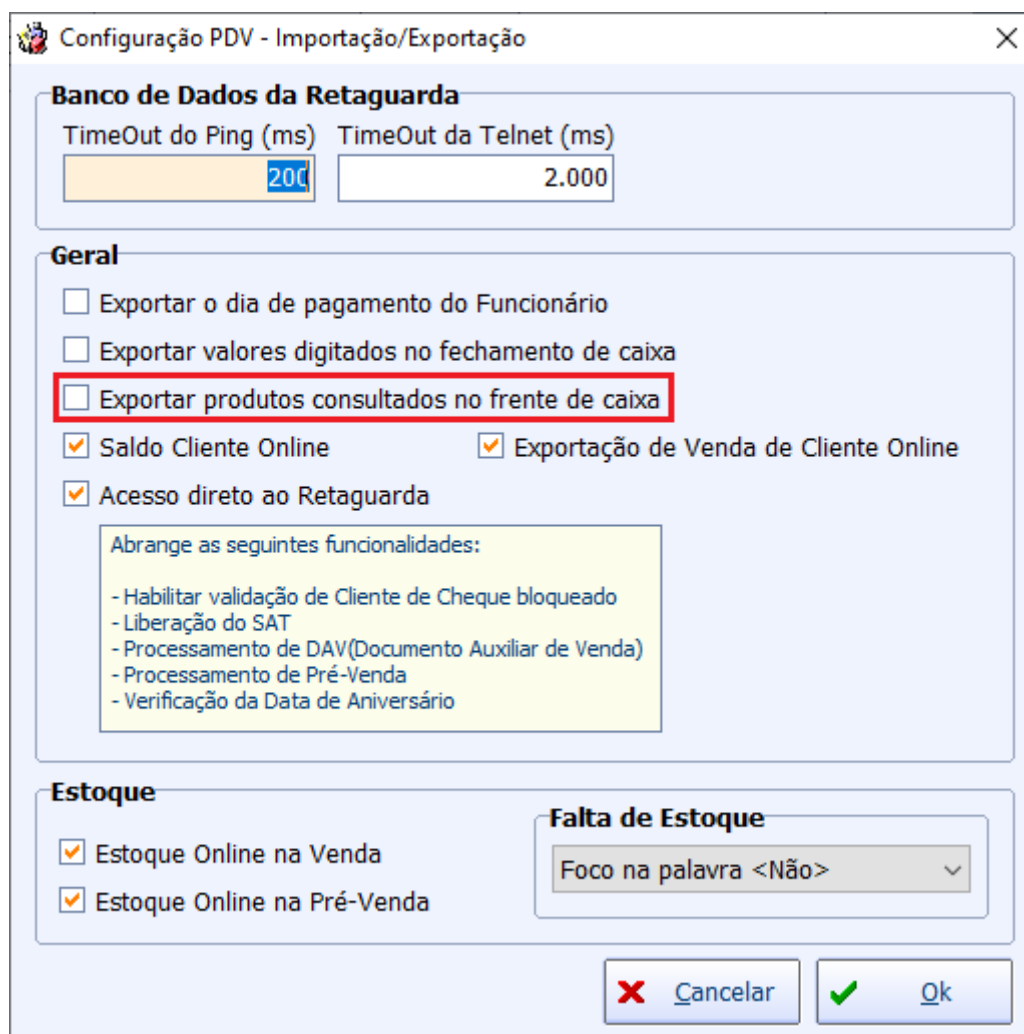 Configuração PDV - Importação/Exportação
Banco de Dados da Retaguarda
TimeOut do Ping (ms) TimeOut da Telnet (ms)
200 2.000
Geral
Exportar o dia de pagamento do Funcionário
Exportar valores digitados no fechamento de caixa
Exportar produtos consultados no frente de caixa
Saldo Cliente Online Exportação de Venda de Cliente Online
Acesso direto ao Retaguarda
Abrange as seguintes funcionalidades:
- Habilitar validação de Cliente de Cheque bloqueado
- Liberação do SAT
- Processamento de DAV(Documento Auxiliar de Venda)
- Processamento de Pré-Venda
- Verificação da Data de Aniversário
Estoque
Estoque Online na Venda
Estoque Online na Pré-Venda
Falta de Estoque
Foco na palavra <Não>
Cancelar Ok